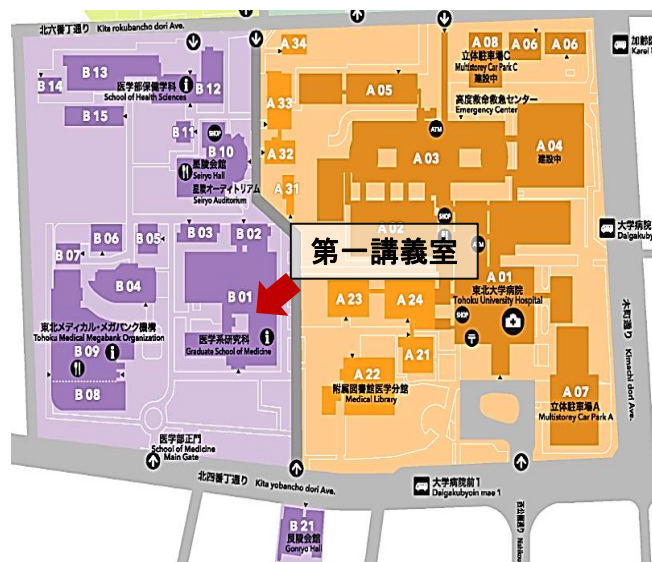 北六番丁通り Kita rokubancho dori Ave.
A 34
立体駐車場C
Multistorey Car Park C
建設中
A 08
A 06
A 06
B 13
B 14
医学部保健学科
School of Health Sciences
B 12
B 15
A 33
A 05
高度救命救急センター
Emergency Center
B 11
SHOP
B 10
ATM
A 32
A 03
A 04
建設中
星陵会館
Seiryo Hall
星陵オーディトリアム
Seiryo Auditorium
A 31
SHOP
大学病院
Daigakuby
B 06
B 05
B 03
B 02
A 02
ATM
B 07
第一講義室
B 04
B 01
A 23
A 24
A 01
東北大学病院
Tohoku University Hospital
SHOP
〒
木町通り Kimachi dori Ave.
東北メディカル・メガバンク機構
Tohoku Medical Megabank Organization
医学系研究科
Graduate School of Medicine
B 09
A 21
A 22
附属図書館医学分館
Medical Library
B 08
A 07
立体駐車場A
Multistorey Car Park A
医学部正門
School of Medicine
Main Gate
北四番丁通り Kita yobancho dori Ave.
大学病院前1
Daigakubyoin mae 1
B 21
艮陵会館
Gonryo Hall